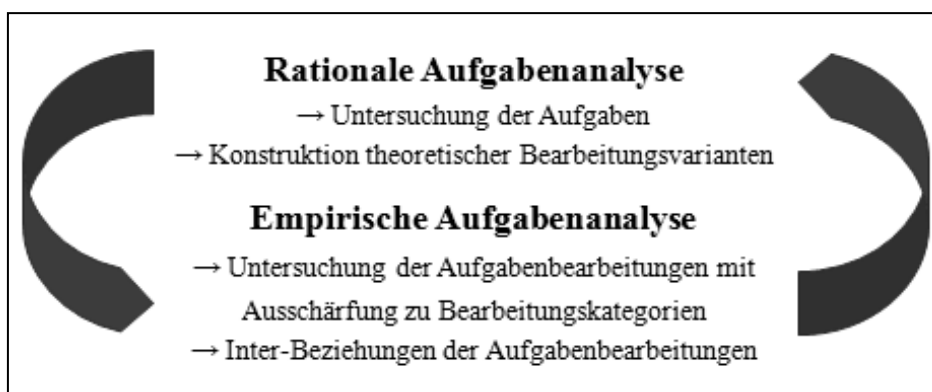 Rationale Aufgabenanalyse
→ Untersuchung der Aufgaben
→ Konstruktion theoretischer Bearbeitungsvarianten
Empirische Aufgabenanalyse
→ Untersuchung der Aufgabenbearbeitungen mit
Ausschärfung zu Bearbeitungskategorien
→ Inter-Beziehungen der Aufgabenbearbeitungen